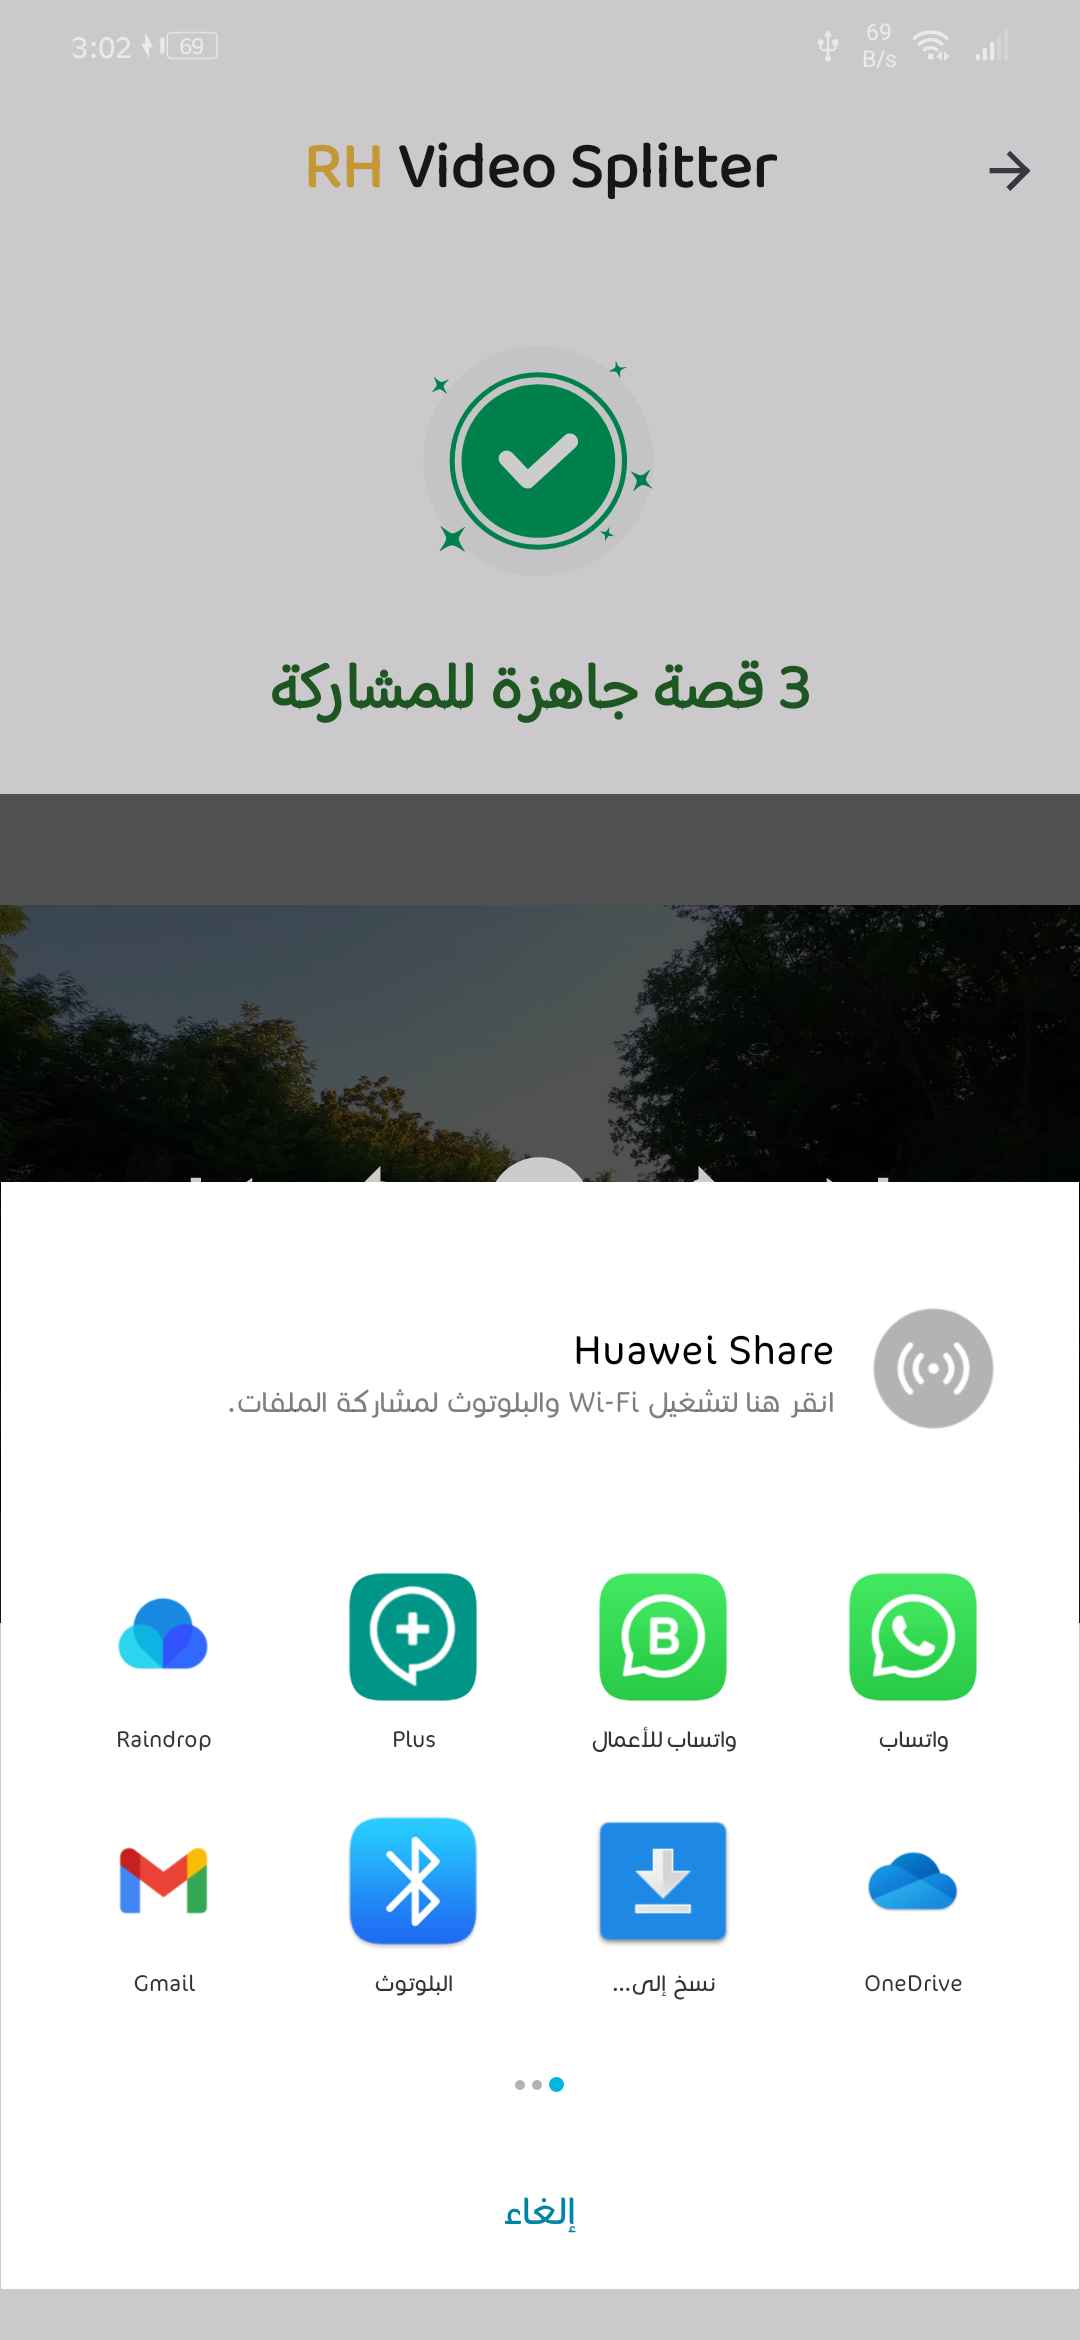 3:02
69
69
B/s
RH Video Splitter
3 قصة جاهزة للمشاركة
Huawei Share
انقر هنا لتشغيل Wi-Fi والبلوتوث لمشاركة الملفات.
واتساب
واتساب للأعمال
Plus
Raindrop
OneDrive
نسخ إلى...
البلوتوث
Gmail
إلغاء